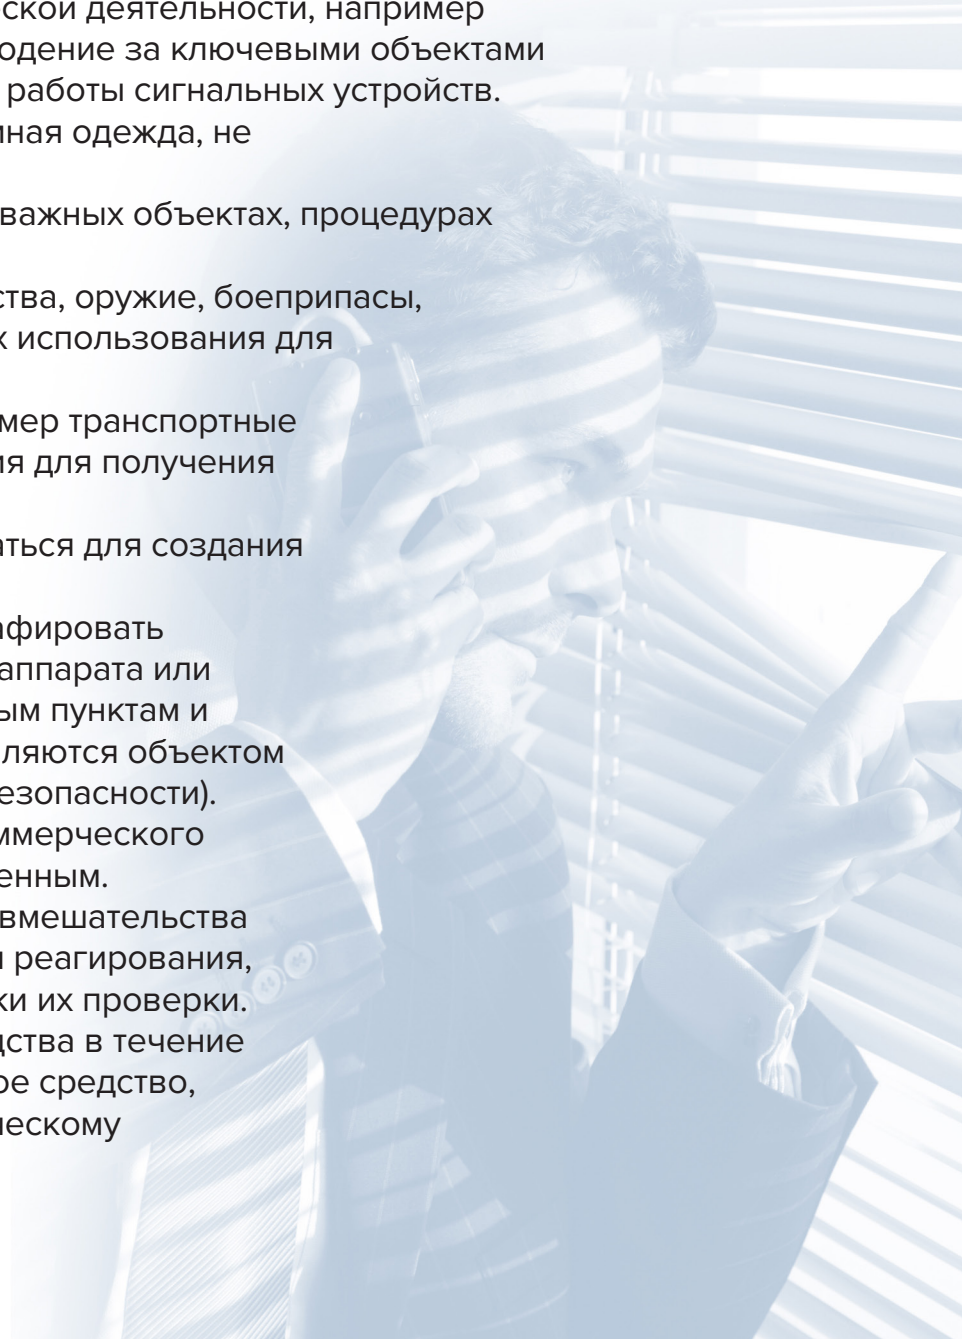 ской деятельности, например
одение за ключевыми объектами
работы сигнальных устройств.
ная одежда, не
важных объектах, процедурах
ства, оружие, боеприпасы,
х использования для
мер транспортные
ия для получения
аться для создания
афировать
аппарата или
ым пунктам и
ляются объектом
езопасности).
ммерческого
енным.
вмешательства
и реагирования,
ки их проверки.
дства в течение
ое средство,
ческому